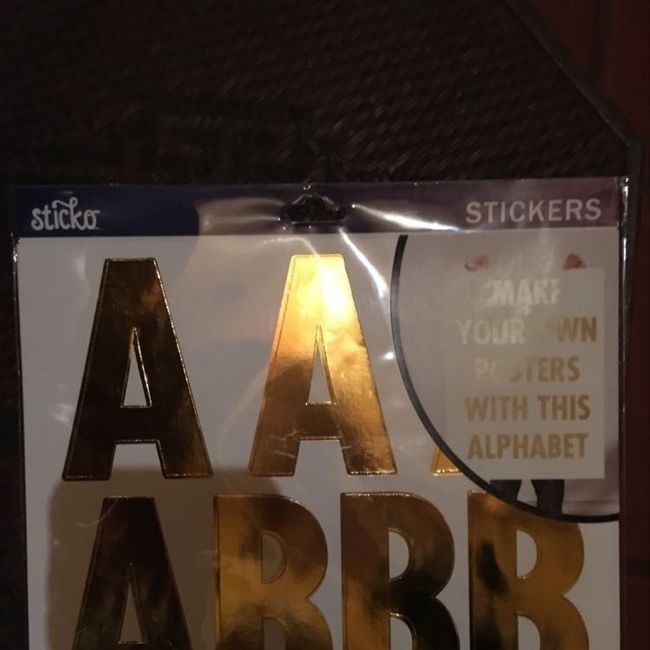 sticko
STICKERS
A A
MAKE
YOUR OWN
POSTERS
WITH THIS
ALPHABET
A B B B